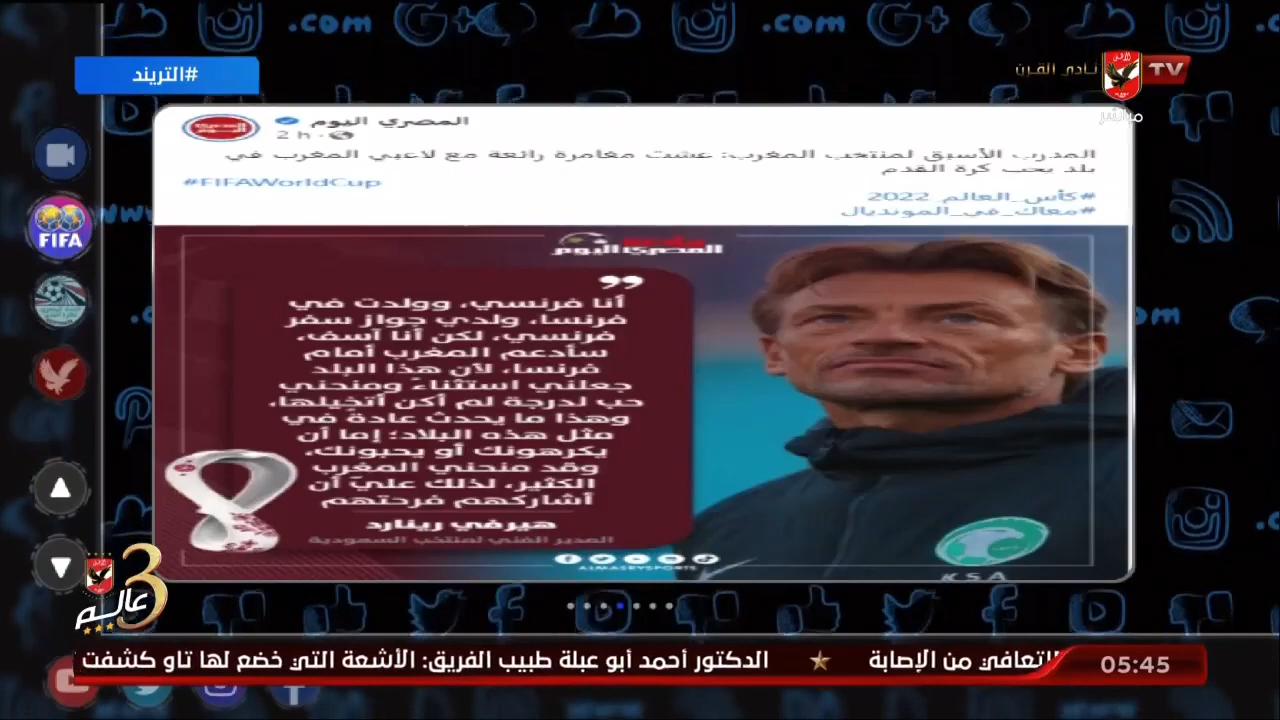 #التريند
نادي القرن
TV
مباشر
المصري اليوم
2 h
المدرب الأسبق لمنتخب المغرب: عشت مغامرة رائعة مع لاعبي المغرب في
بلد يحب كرة القدم
#FIFAWorldCup
#كأس_العالم_2022
#معاك_في_المونديال
FIFA
المصري اليوم
أنا فرنسي، وولدت في
فرنسا، ولدي جواز سفر
فرنسي، لكن أنا آسف،
سأدعم المغرب أمام
فرنسا، لأن هذا البلد
جعلني استثناءً ومنحني
حب لدرجة لم أكن أتخيلها،
وهذا ما يحدث عادةً في
مثل هذه البلاد؛ إما أن
يكرهونك أو يحبونك،
وقد منحني المغرب
الكثير، لذلك عليّ أن
أشاركهم فرحتهم
هيرفي رينارد
المدير الفني لمنتخب السعودية
ALMASRYSPORTS
KSA
3
عالم
التعافي من الإصابة ★ الدكتور أحمد أبو عبلة طبيب الفريق: الأشعة التي خضع لها تاو كشفت
05:45